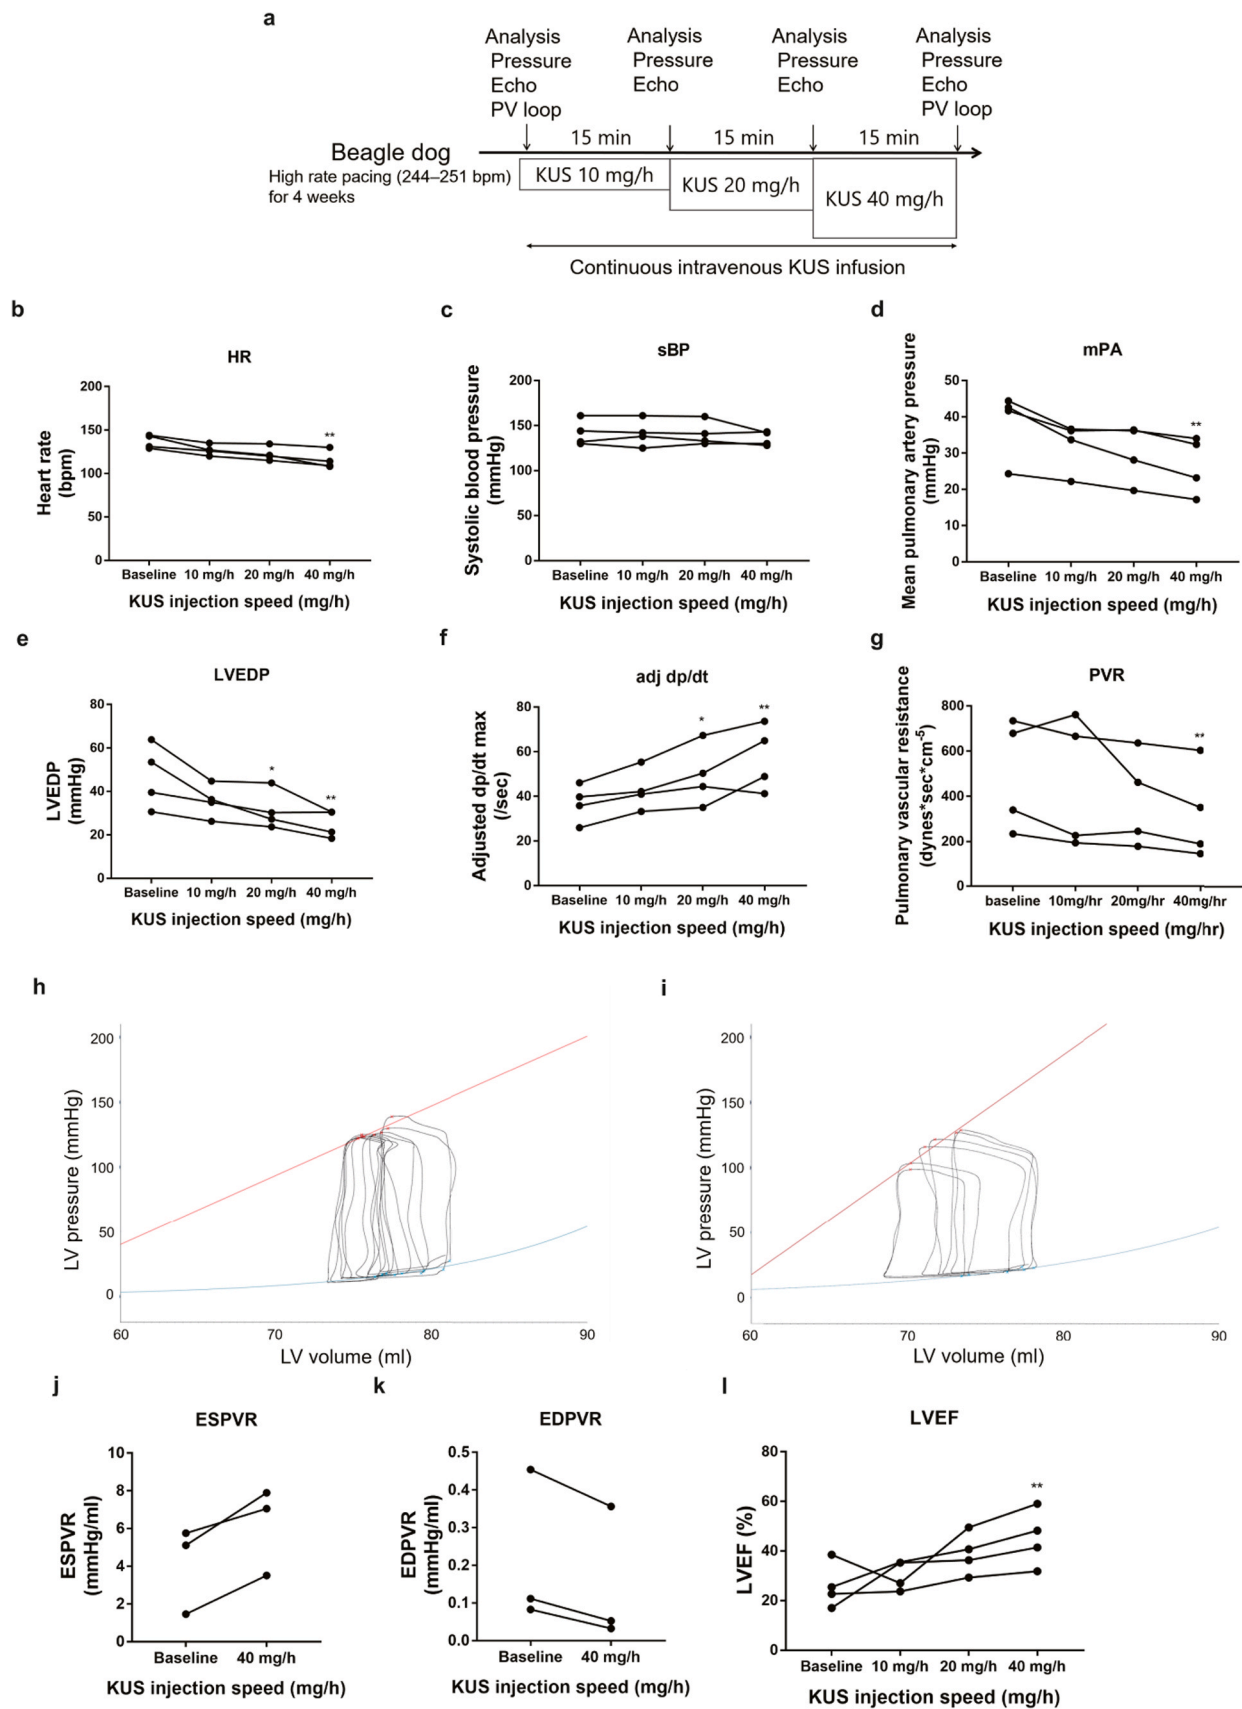 a
Analysis Analysis Analysis Analysis
Pressure Pressure Pressure Pressure
Echo Echo Echo Echo
PV loop PV loop
15 min 15 min 15 min
Beagle dog
High rate pacing (244–251 bpm)
for 4 weeks
KUS 10 mg/h
KUS 20 mg/h
KUS 40 mg/h
Continuous intravenous KUS infusion
b
HR
Heart rate
(bpm)
200
150
100
50
0
**
Baseline 10 mg/h 20 mg/h 40 mg/h
KUS injection speed (mg/h)
c
sBP
Systolic blood pressure
(mmHg)
200
150
100
50
0
Baseline 10 mg/h 20 mg/h 40 mg/h
KUS injection speed (mg/h)
d
mPA
Mean pulmonary artery pressure
(mmHg)
50
40
30
20
10
0
**
Baseline 10 mg/h 20 mg/h 40 mg/h
KUS injection speed (mg/h)
e
LVEDP
LVEDP
(mmHg)
80
60
40
20
0
*
**
Baseline 10 mg/h 20 mg/h 40 mg/h
KUS injection speed (mg/h)
f
adj dp/dt
Adjusted dp/dt max
(/sec)
80
60
40
20
0
*
**
Baseline 10 mg/h 20 mg/h 40 mg/h
KUS injection speed (mg/h)
g
PVR
Pulmonary vascular resistance
(dynes*sec*cm-5)
800
600
400
200
0
**
baseline 10mg/hr 20mg/hr 40mg/hr
KUS injection speed (mg/hr)
h
LV pressure (mmHg)
200
150
100
50
0
60 70 80 90
LV volume (ml)
i
LV pressure (mmHg)
200
150
100
50
0
60 70 80 90
LV volume (ml)
j
ESPVR
ESPVR
(mmHg/ml)
10
8
6
4
2
0
Baseline 40 mg/h
KUS injection speed (mg/h)
k
EDPVR
EDPVR
(mmHg/ml)
0.5
0.4
0.3
0.2
0.1
0.0
Baseline 40 mg/h
KUS injection speed (mg/h)
l
LVEF
LVEF (%)
80
60
40
20
0
**
Baseline 10 mg/h 20 mg/h 40 mg/h
KUS injection speed (mg/h)